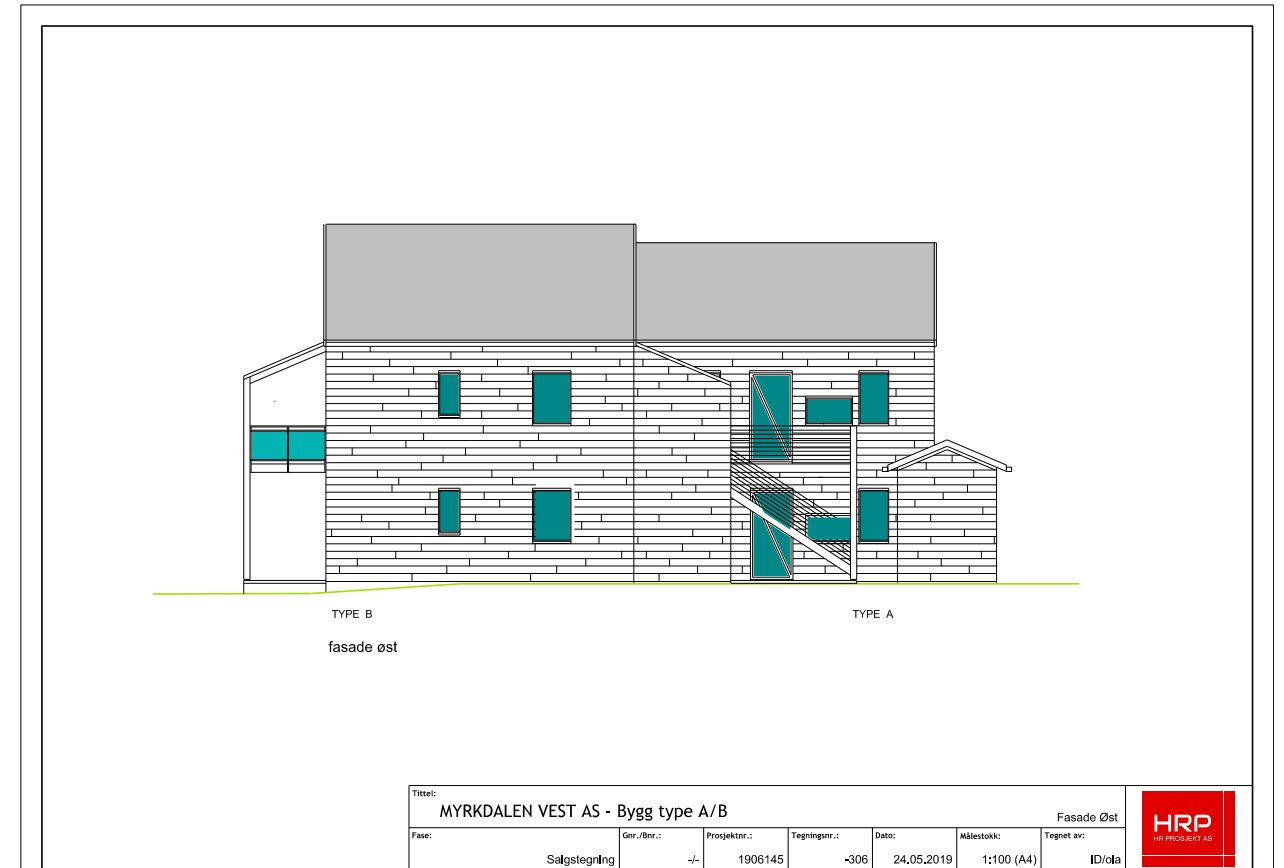 TYPE B
TYPE A
fasade øst
Tittel:
MYRKDALEN VEST AS - Bygg type A/B
Fasade Øst
HRP
HR PROSJEKT AS
Fase:
Gnr./Bnr.:
Prosjektnr.:
Tegningsnr.:
Dato:
Målestokk:
Tegnet av:
Salgstegning
-/-
1906145
-306
24.05.2019
1:100 (A4)
ID/ola